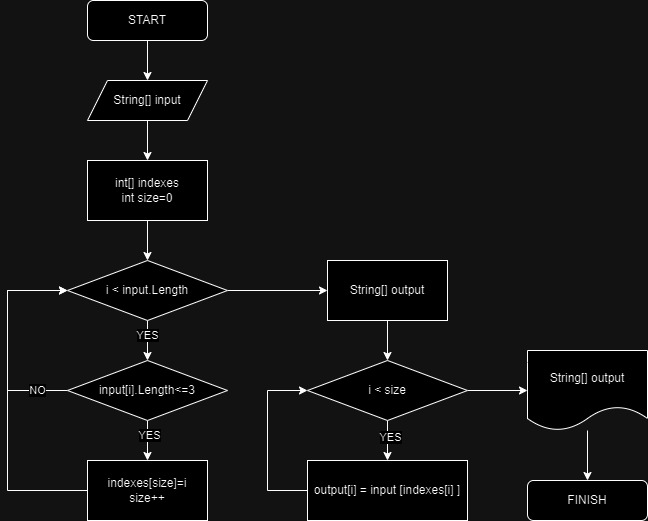 START
String[] input
int[] indexes
int size=0
i < input.Length
String[] output
YES
NO
input[i].Length<=3
i < size
String[] output
YES
YES
indexes[size]=i
size++
output[i] = input [indexes[i] ]
FINISH